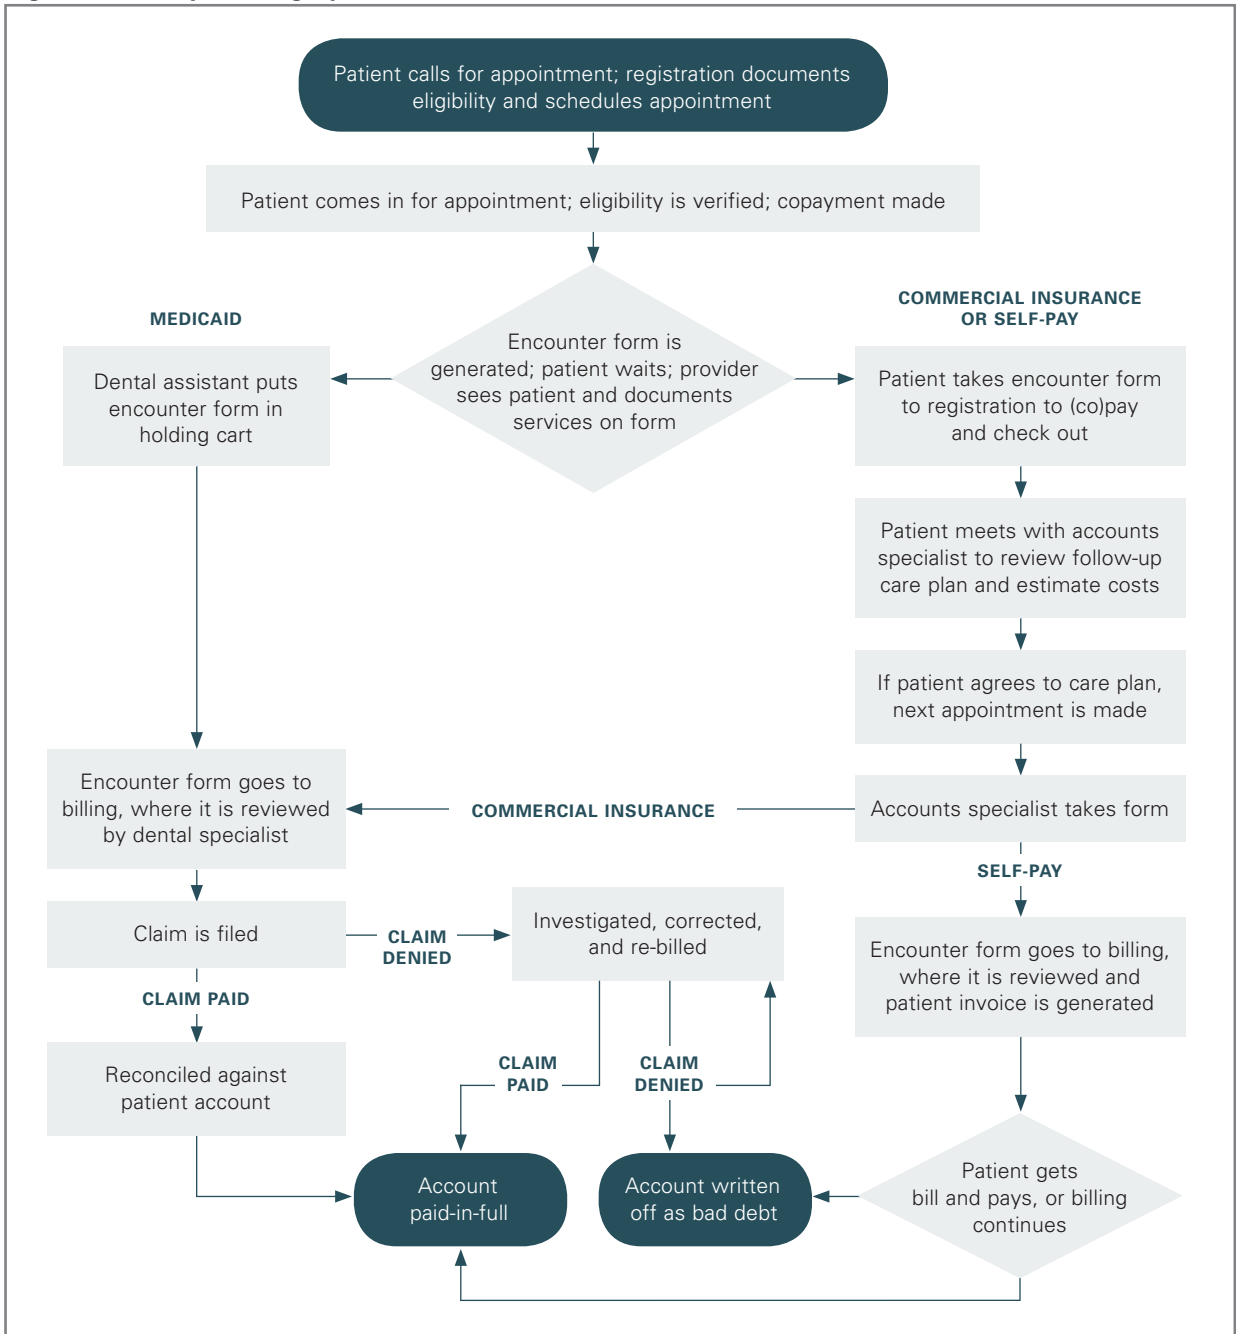 Patient calls for appointment; registration documents
eligibility and schedules appointment
Patient comes in for appointment; eligibility is verified; copayment made
MEDICAID
COMMERCIAL INSURANCE
OR SELF-PAY
Encounter form is
generated; patient waits; provider
sees patient and documents
services on form
Dental assistant puts
encounter form in
holding cart
Patient takes encounter form
to registration to (co)pay
and check out
Patient meets with accounts
specialist to review follow-up
care plan and estimate costs
If patient agrees to care plan,
next appointment is made
Encounter form goes to
billing, where it is reviewed
by dental specialist
COMMERCIAL INSURANCE
Accounts specialist takes form
SELF-PAY
Claim is filed
CLAIM
DENIED
Investigated, corrected,
and re-billed
Encounter form goes to billing,
where it is reviewed and
patient invoice is generated
CLAIM PAID
Reconciled against
patient account
CLAIM
PAID
CLAIM
DENIED
Account
paid-in-full
Account written
off as bad debt
Patient gets
bill and pays, or billing
continues